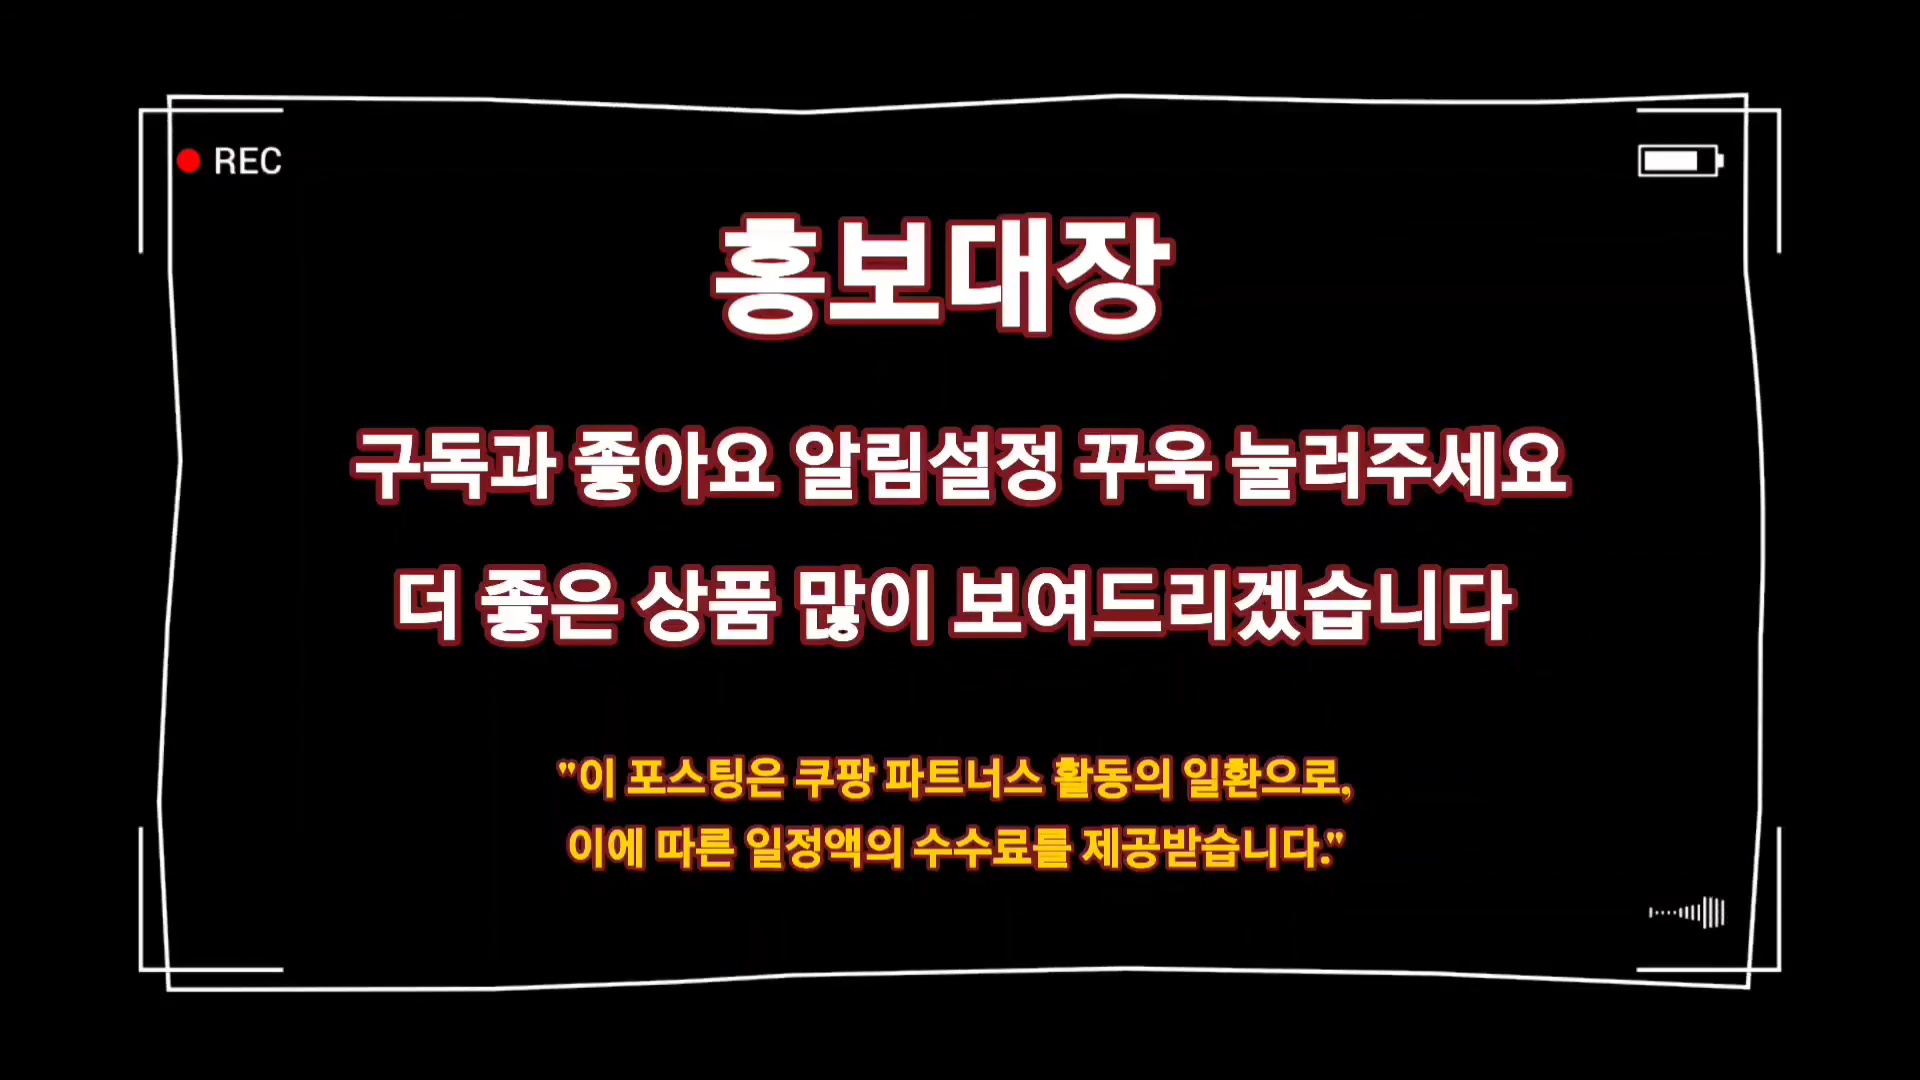 REC
홍보대장
구독과 좋아요 알림설정 꾸욱 눌러주세요
더 좋은 상품 많이 보여드리겠습니다
"이 포스팅은 쿠팡 파트너스 활동의 일환으로,
이에 따른 일정액의 수수료를 제공받습니다."